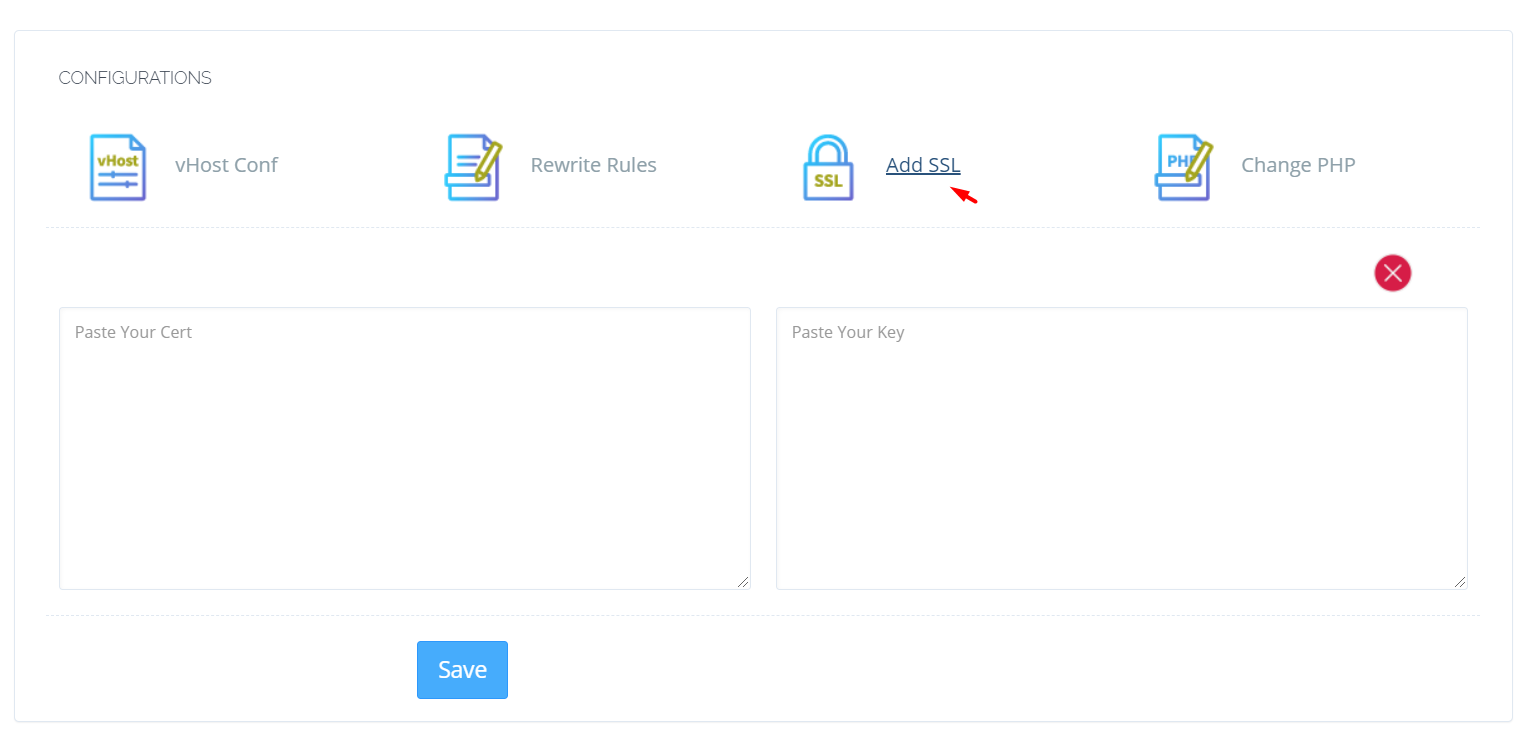 CONFIGURATIONS
vHost
vHost Conf
Rewrite Rules
SSL
Add SSL
PHP
Change PHP
Paste Your Cert
Paste Your Key
Save